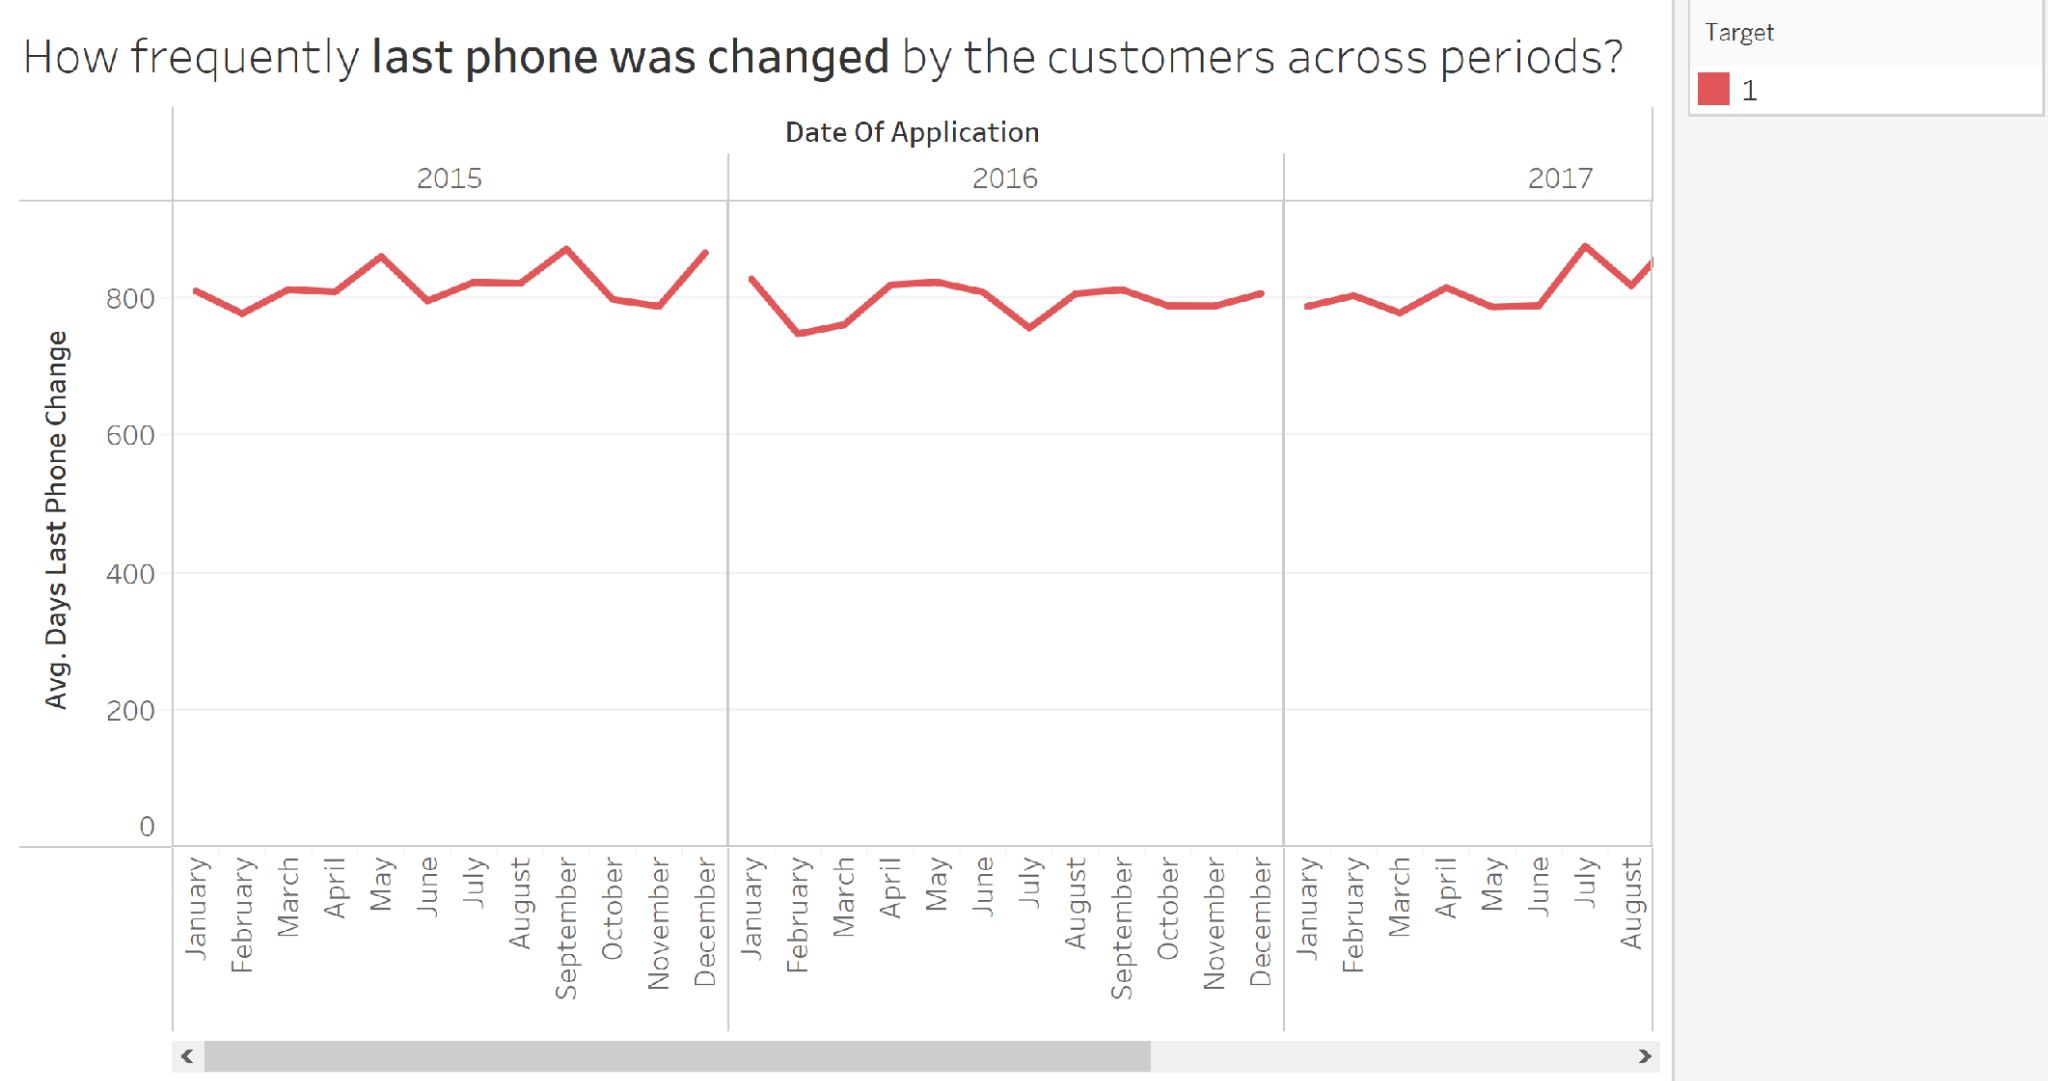 How frequently last phone was changed by the customers across periods?
Target
1
Date Of Application
2015
2016
2017
Avg. Days Last Phone Change
800
600
400
200
0
January
February
March
April
May
June
July
August
September
October
November
December
January
February
March
April
May
June
July
August
September
October
November
December
January
February
March
April
May
June
July
August